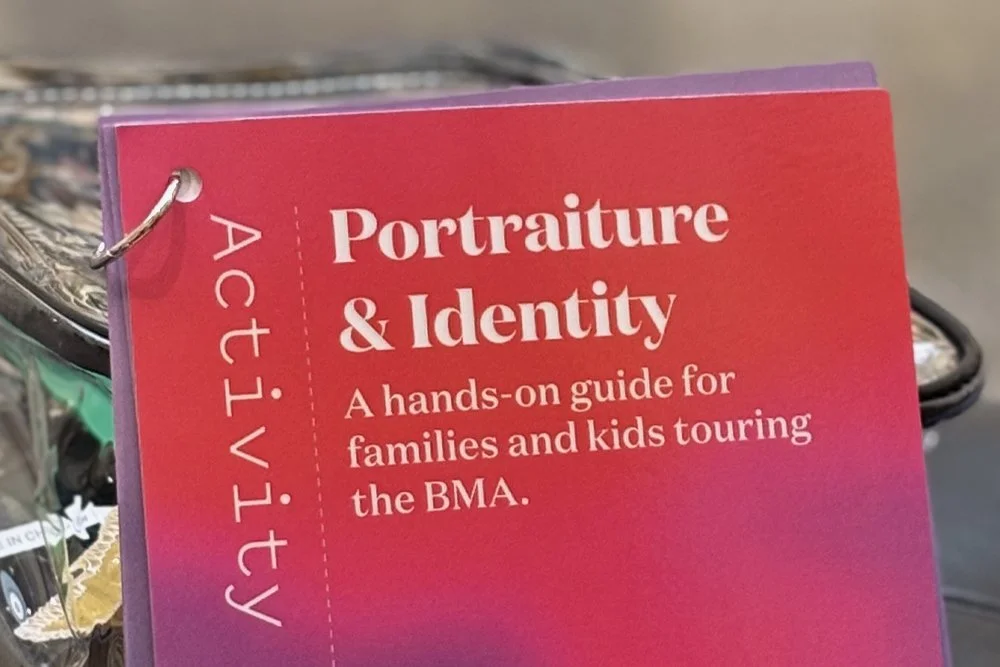 Activity
Portraiture
& Identity
A hands-on guide for
families and kids touring
the BMA.